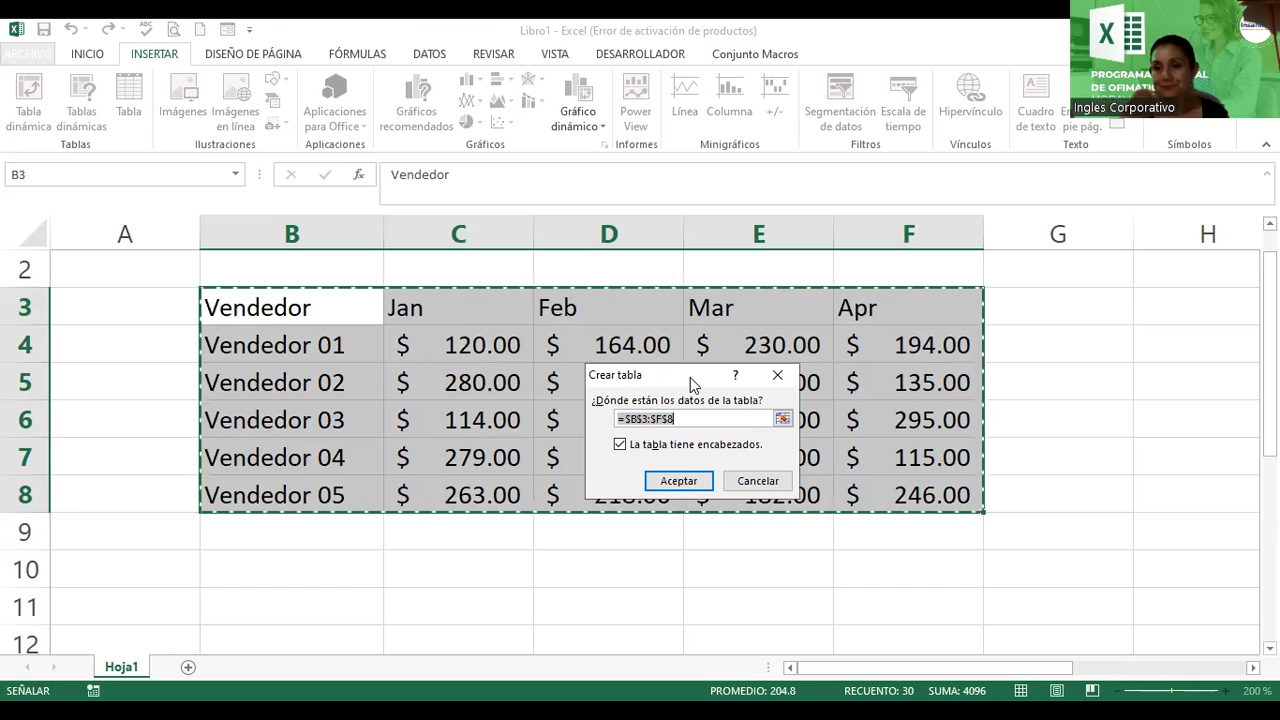 Libro1 - Excel (Error de activación de productos)
ARCHIVO INICIO INSERTAR DISEÑO DE PÁGINA FÓRMULAS DATOS REVISAR VISTA DESARROLLADOR Conjunto Macros
Tabla dinámica
Tablas dinámicas
Tabla
Tablas
Imágenes
Imágenes en línea
Ilustraciones
Aplicaciones para Office
Aplicaciones
Gráficos recomendados
Gráfico dinámico
Gráficos
Power View
Informes
Línea
Columna
+/-
Minigráficos
Segmentación de datos
Escala de tiempo
Filtros
Hipervínculo
Vínculos
Cuadro de texto
pie pág.
Texto
Símbolos
PROGRAMA
AL
DE OFIMATIC
Ingles Corporativo
B3
fx
Vendedor
A B C D E F G H
2
3 Vendedor Jan Feb Mar Apr
4 Vendedor 01 $ 120.00 $ 164.00 $ 230.00 $ 194.00
5 Vendedor 02 $ 280.00 $ .00 $ 135.00
6 Vendedor 03 $ 114.00 $ .00 $ 295.00
7 Vendedor 04 $ 279.00 $ .00 $ 115.00
8 Vendedor 05 $ 263.00 $ .00 $ 246.00
9
10
11
12
Crear tabla ?
¿Dónde están los datos de la tabla?
=$B$3:$F$8
La tabla tiene encabezados.
Aceptar Cancelar
Hoja1
SEÑALAR PROMEDIO: 204.8 RECUENTO: 30 SUMA: 4096 200 %